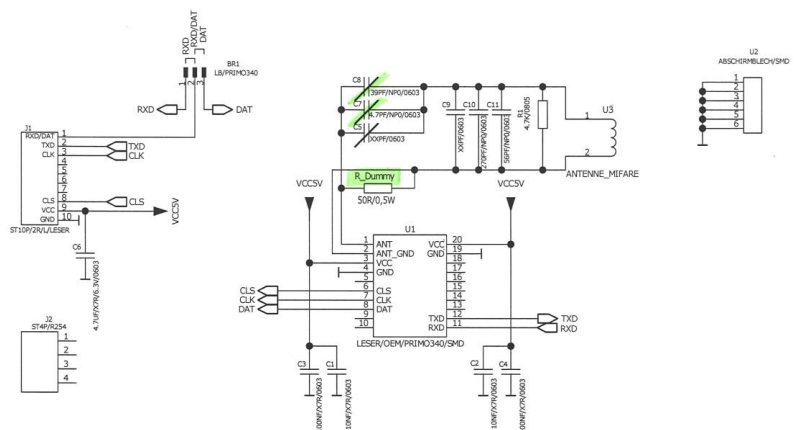 RXD
RXD/DAT
DAT
BR1
LB/PRIMO340
1
2
3
RXD
DAT
J1
RXD/DAT
1
TXD
2
TXD
CLK
3
CLK
4
5
6
7
CLS
8
CLS
VCC
9
GND
10
ST10P/2R/L/LESER
VCC5V
C6
4.7UF/X7R/6.3V/0603
J2
ST4P/R254
1
2
3
4
C8
39PF/NP0/0603
C7
4.7PF/NP0/0603
C5
XXPF/0603
R_Dummy
50R/0,5W
C9
XXPF/0603
C10
270PF/NP0/0603
C11
56PF/NP0/0603
R1
4.7K/0805
U3
1
2
ANTENNE_MIFARE
U2
ABSCHIRMBLECH/SMD
1
2
3
4
5
6
VCC5V
VCC5V
U1
1
ANT
VCC
20
2
ANT_GND
GND
19
3
VCC
18
4
GND
17
5
16
CLS
6
CLS
15
CLK
7
CLK
14
DAT
8
DAT
13
9
TXD
12
TXD
10
RXD
11
RXD
LESER/OEM/PRIMO340/SMD
C3
00NF/X7R/0603
C1
10NF/X7R/0603
C2
10NF/X7R/0603
C4
00NF/X7R/0603